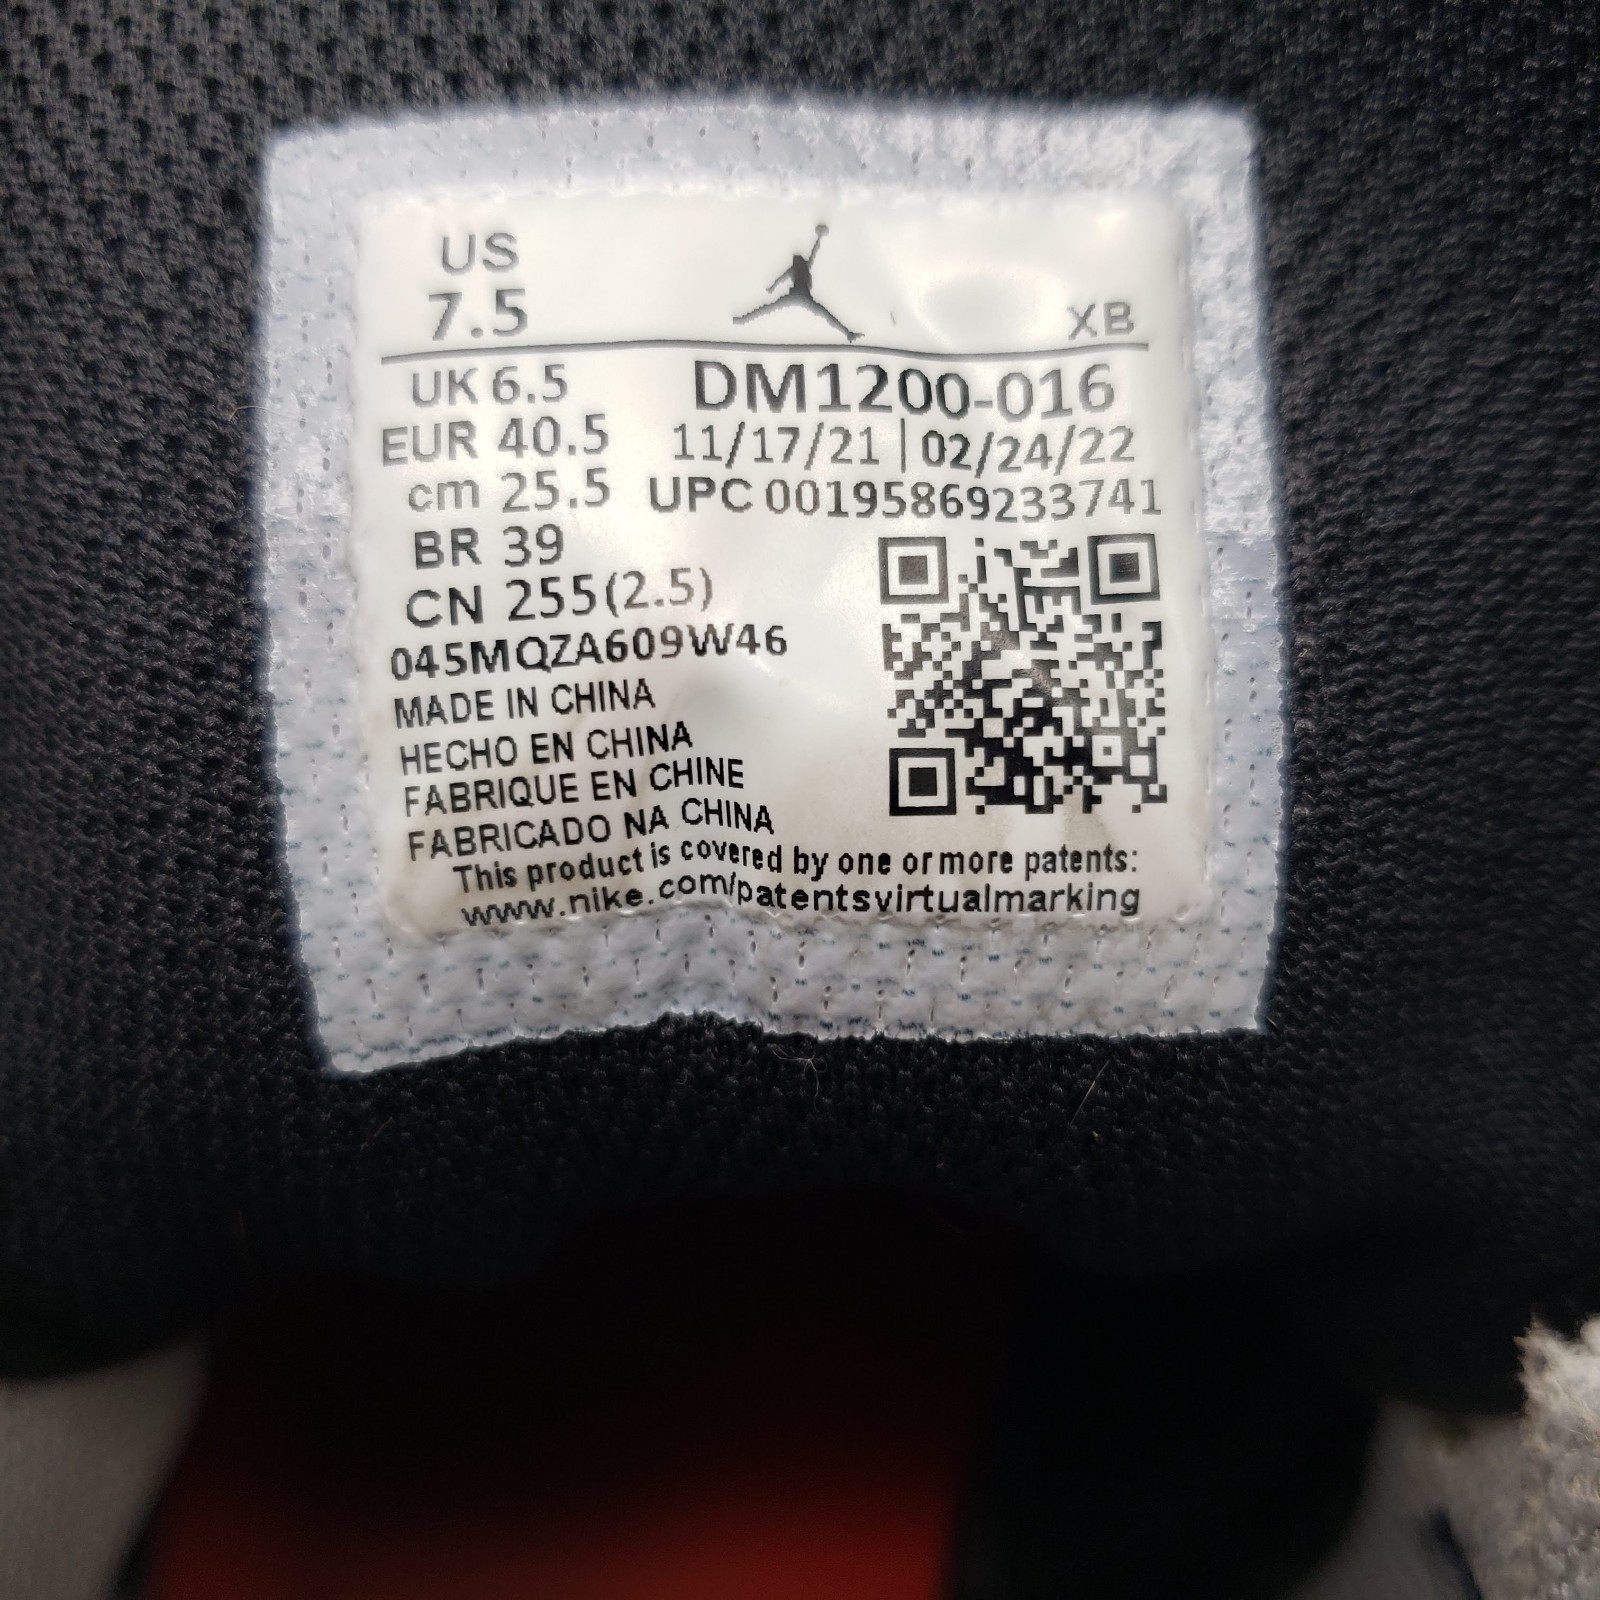 US
7.5
XB
UK 6.5
DM1200-016
EUR 40.5
11/17/21 | 02/24/22
cm 25.5
UPC 00195869233741
BR 39
CN 255(2.5)
045MQZA609W46
MADE IN CHINA
HECHO EN CHINA
FABRIQUE EN CHINE
FABRICADO NA CHINA
This product is covered by one or more patents:
www.nike.com/patentsvirtualmarking